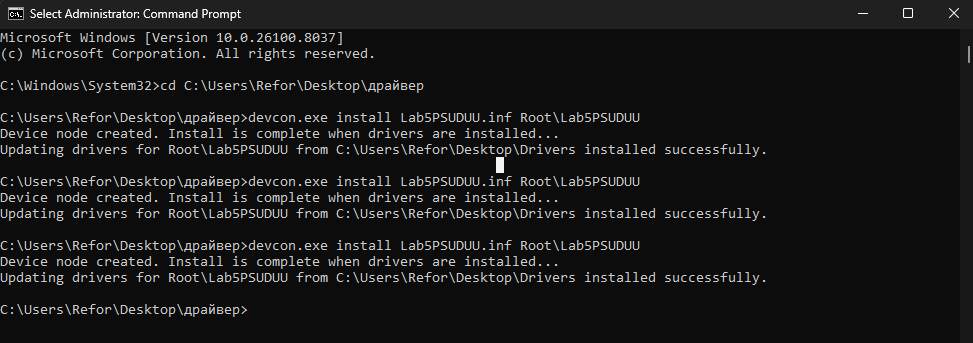 Select Administrator: Command Prompt
Microsoft Windows [Version 10.0.26100.8037]
(c) Microsoft Corporation. All rights reserved.
C:\Windows\System32>cd C:\Users\Refor\Desktop\драйвер
C:\Users\Refor\Desktop\драйвер>devcon.exe install Lab5PSUDUU.inf Root\Lab5PSUDUU
Device node created. Install is complete when drivers are installed...
Updating drivers for Root\Lab5PSUDUU from C:\Users\Refor\Desktop\Drivers installed successfully.
C:\Users\Refor\Desktop\драйвер>devcon.exe install Lab5PSUDUU.inf Root\Lab5PSUDUU
Device node created. Install is complete when drivers are installed...
Updating drivers for Root\Lab5PSUDUU from C:\Users\Refor\Desktop\Drivers installed successfully.
C:\Users\Refor\Desktop\драйвер>devcon.exe install Lab5PSUDUU.inf Root\Lab5PSUDUU
Device node created. Install is complete when drivers are installed...
Updating drivers for Root\Lab5PSUDUU from C:\Users\Refor\Desktop\Drivers installed successfully.
C:\Users\Refor\Desktop\драйвер>